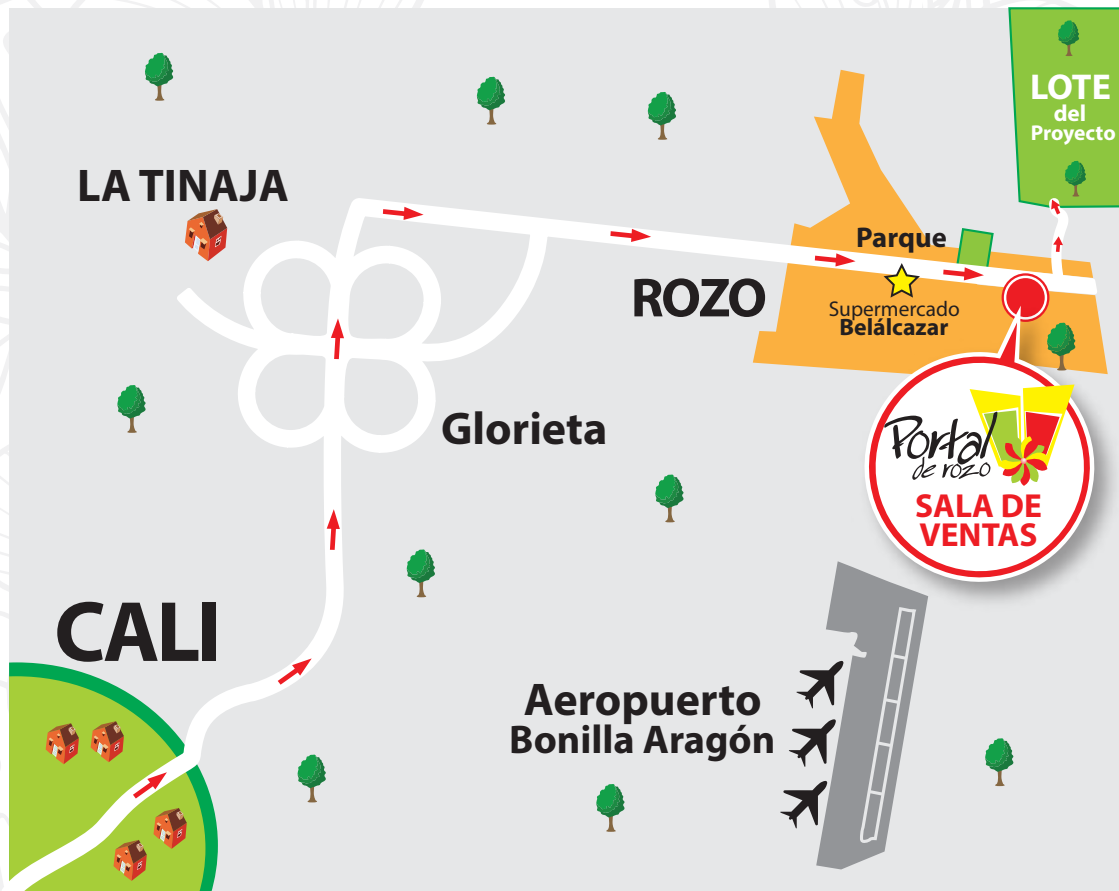 LOTE
del
Proyecto
LA TINAJA
Parque
ROZO
Supermercado
Belálcazar
Glorieta
Portal
de rozo
SALA DE
VENTAS
CALI
Aeropuerto
Bonilla Aragón